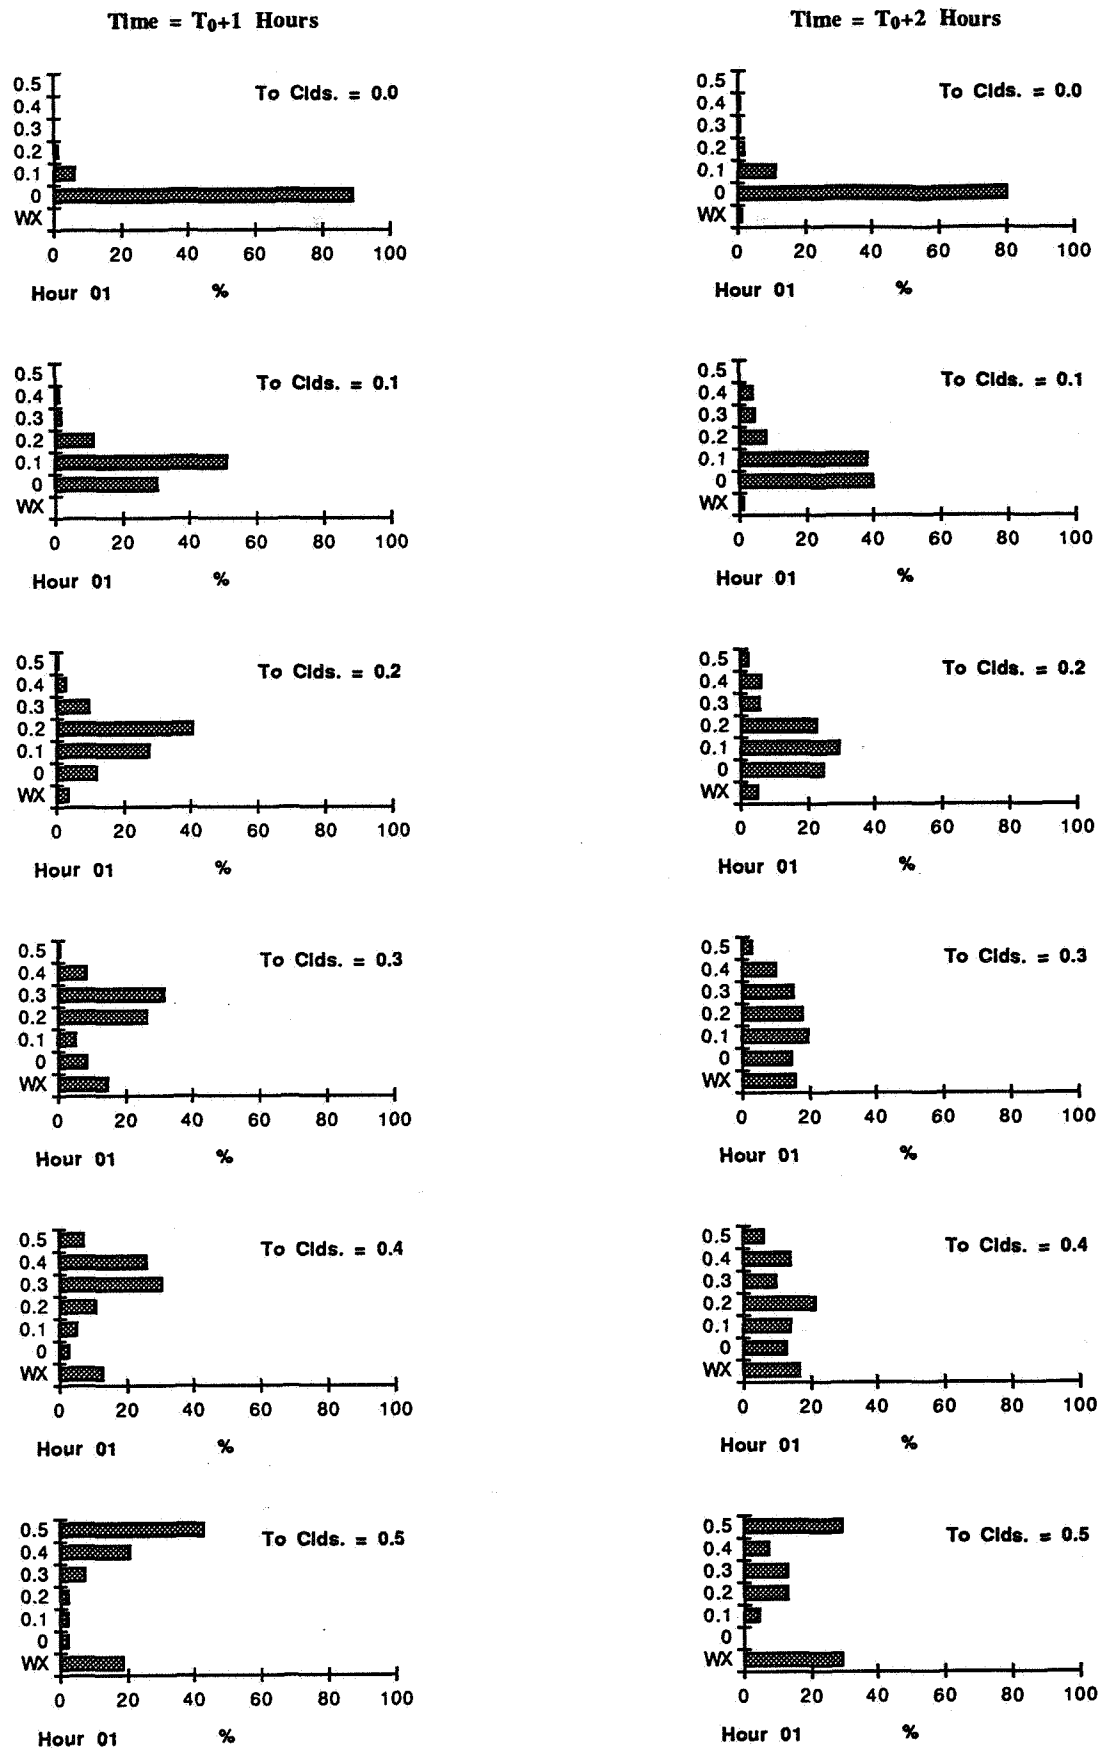 Time = T0+1 Hours
Time = T0+2 Hours
To Clds. = 0.0
0.5
0.4
0.3
0.2
0.1
0
WX
0 20 40 60 80 100
Hour 01 %
To Clds. = 0.0
0.5
0.4
0.3
0.2
0.1
0
WX
0 20 40 60 80 100
Hour 01 %
To Clds. = 0.1
0.5
0.4
0.3
0.2
0.1
0
WX
0 20 40 60 80 100
Hour 01 %
To Clds. = 0.1
0.5
0.4
0.3
0.2
0.1
0
WX
0 20 40 60 80 100
Hour 01 %
To Clds. = 0.2
0.5
0.4
0.3
0.2
0.1
0
WX
0 20 40 60 80 100
Hour 01 %
To Clds. = 0.2
0.5
0.4
0.3
0.2
0.1
0
WX
0 20 40 60 80 100
Hour 01 %
To Clds. = 0.3
0.5
0.4
0.3
0.2
0.1
0
WX
0 20 40 60 80 100
Hour 01 %
To Clds. = 0.3
0.5
0.4
0.3
0.2
0.1
0
WX
0 20 40 60 80 100
Hour 01 %
To Clds. = 0.4
0.5
0.4
0.3
0.2
0.1
0
WX
0 20 40 60 80 100
Hour 01 %
To Clds. = 0.4
0.5
0.4
0.3
0.2
0.1
0
WX
0 20 40 60 80 100
Hour 01 %
To Clds. = 0.5
0.5
0.4
0.3
0.2
0.1
0
WX
0 20 40 60 80 100
Hour 01 %
To Clds. = 0.5
0.5
0.4
0.3
0.2
0.1
0
WX
0 20 40 60 80 100
Hour 01 %